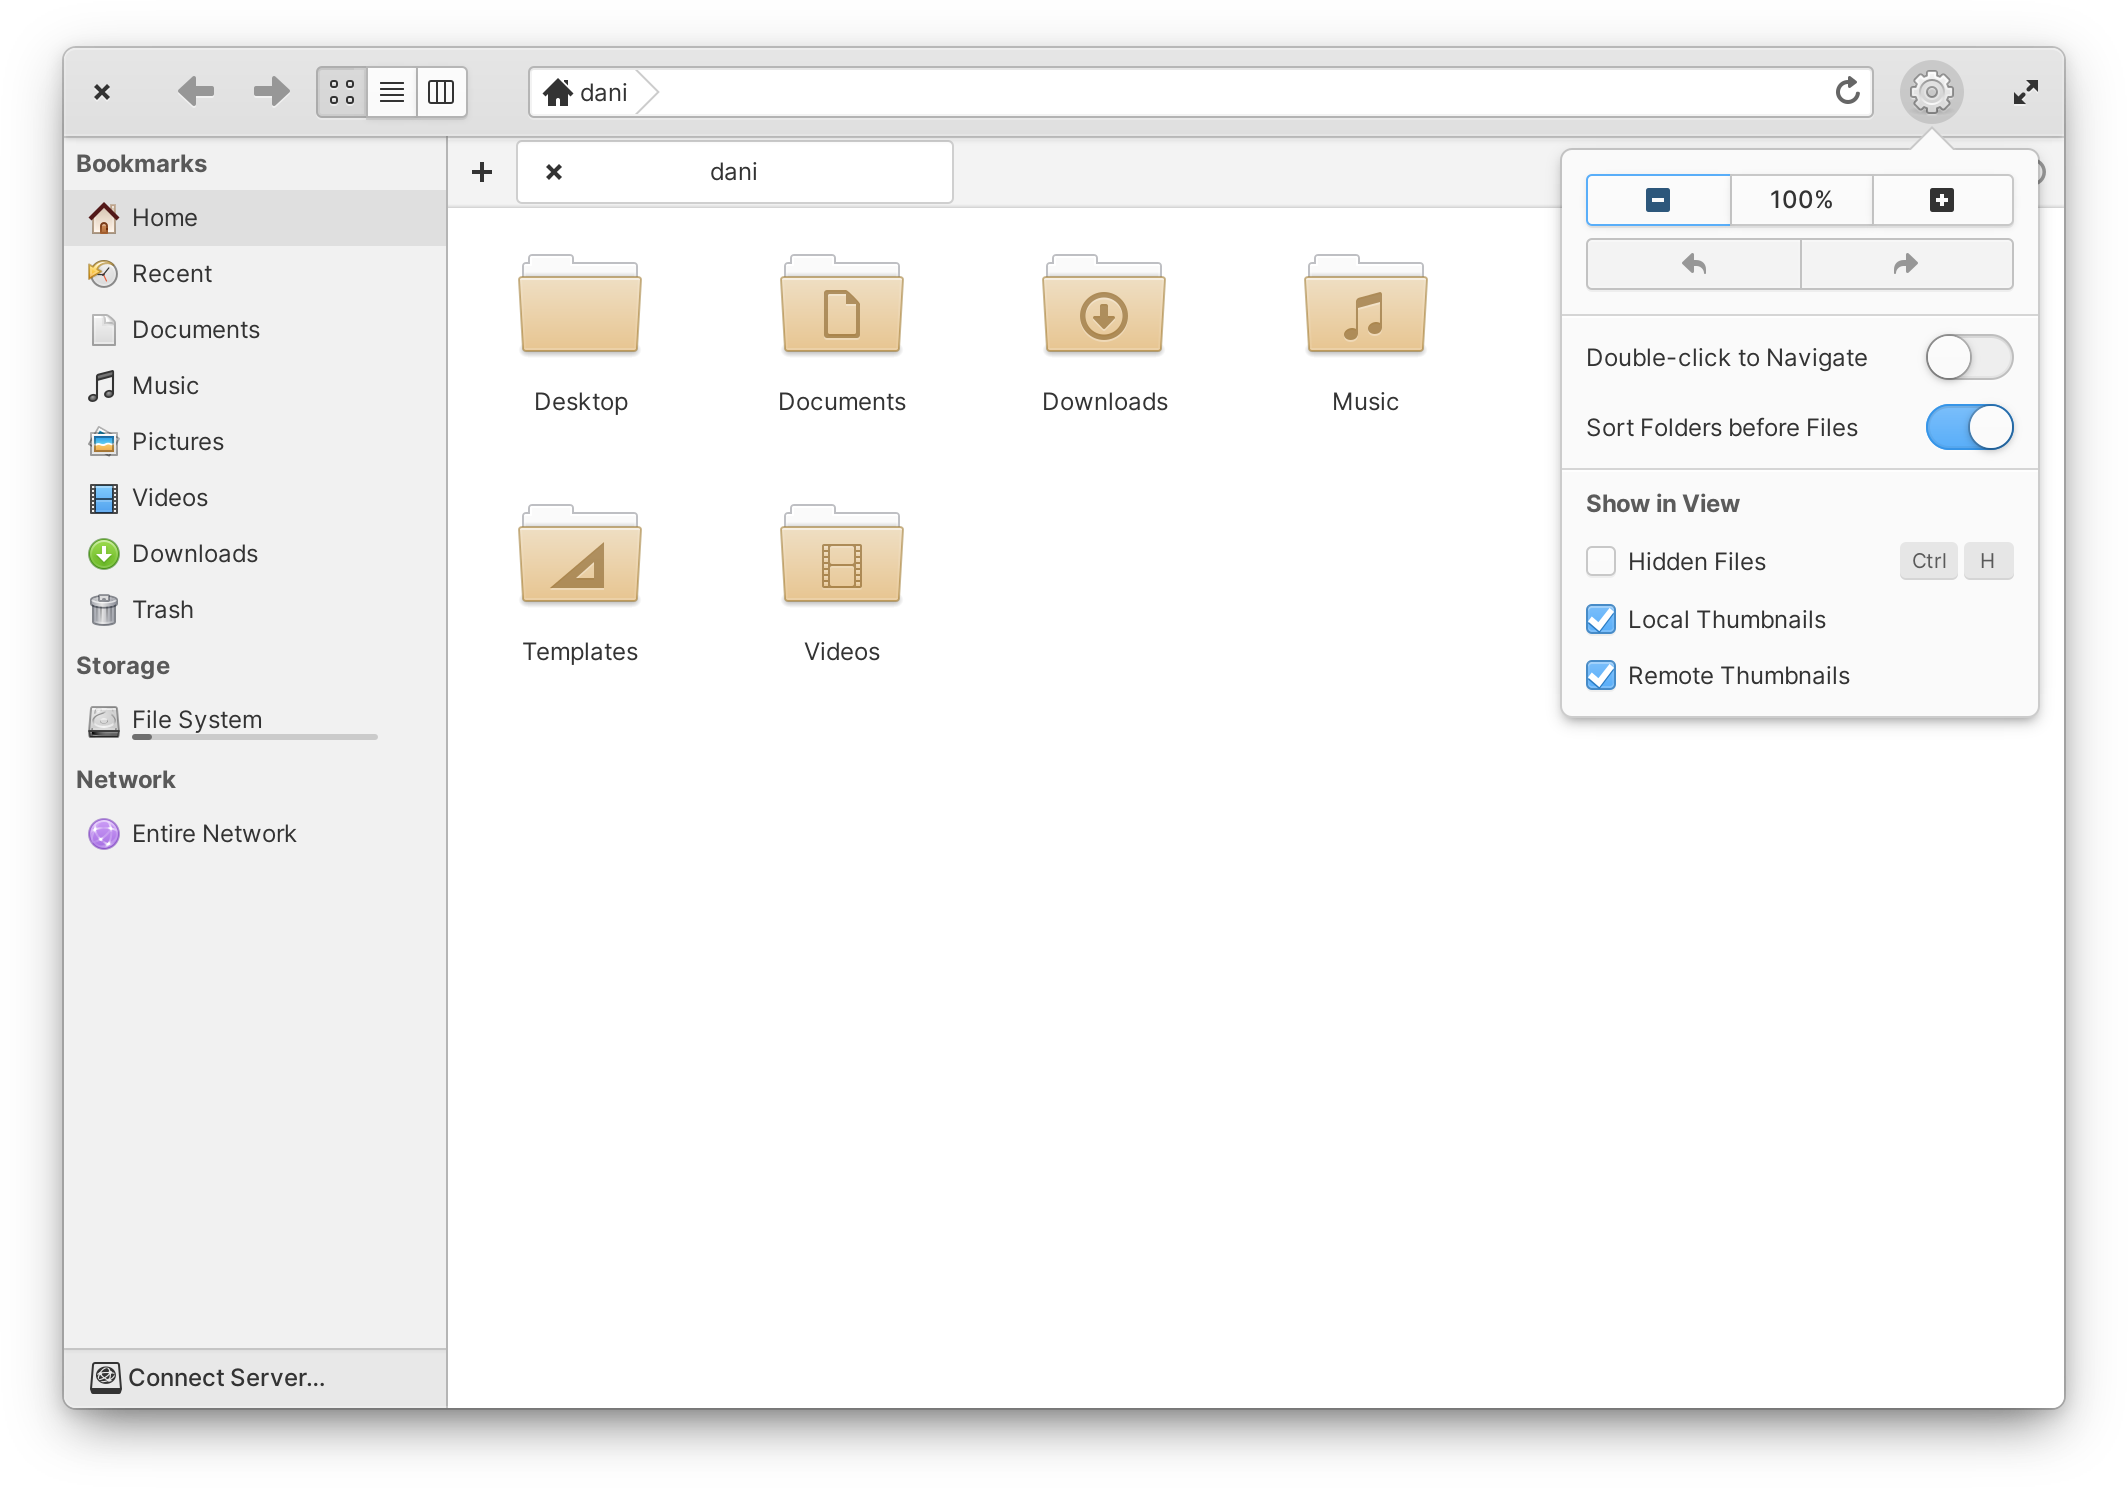 dani
Bookmarks
Home
Recent
Documents
Music
Pictures
Videos
Downloads
Trash
Storage
File System
Network
Entire Network
Connect Server...
dani
Desktop
Documents
Downloads
Music
Templates
Videos
100%
Double-click to Navigate
Sort Folders before Files
Show in View
Hidden Files Ctrl H
Local Thumbnails
Remote Thumbnails